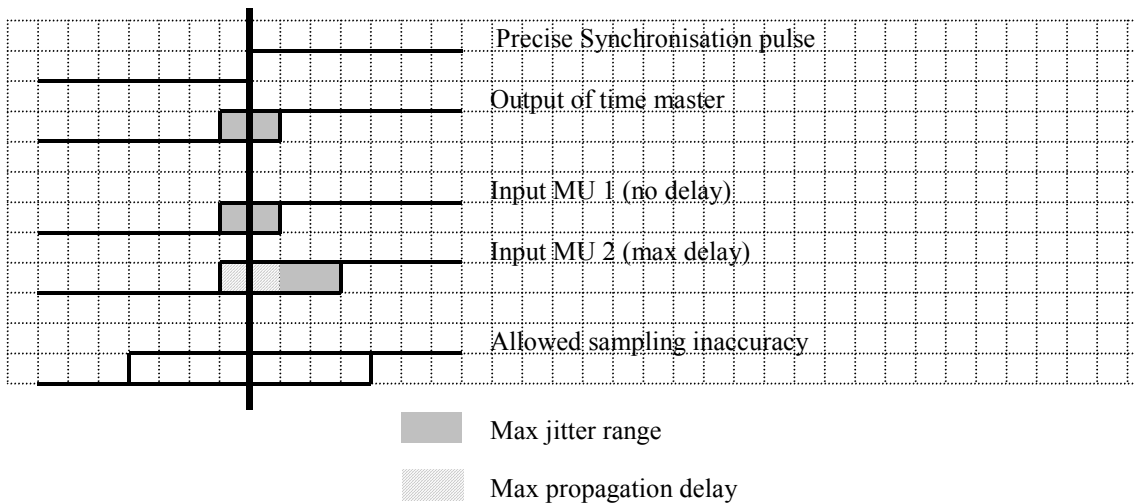 Precise Synchronisation pulse
Output of time master
Input MU 1 (no delay)
Input MU 2 (max delay)
Allowed sampling inaccuracy
Max jitter range
Max propagation delay